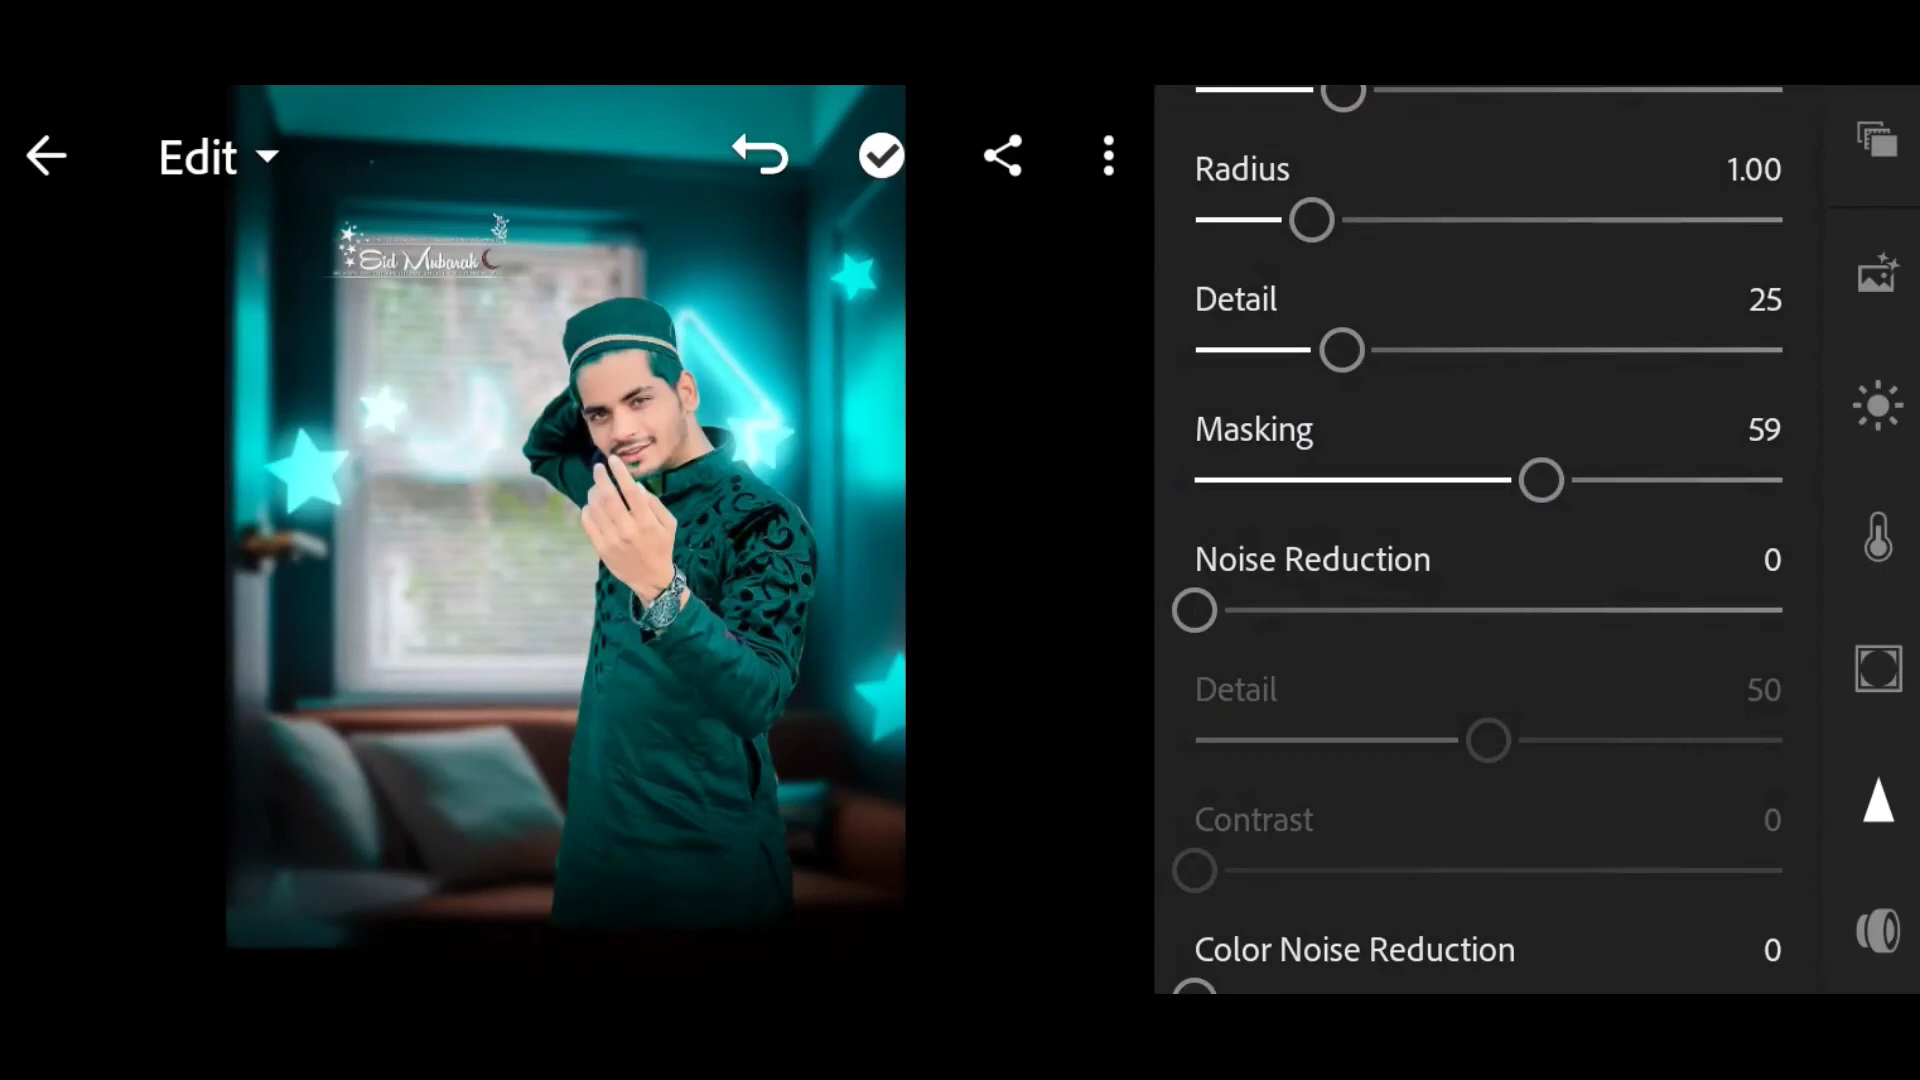 Edit
Eid Mubarak
Radius 1.00
Detail 25
Masking 59
Noise Reduction 0
Detail 50
Contrast 0
Color Noise Reduction 0